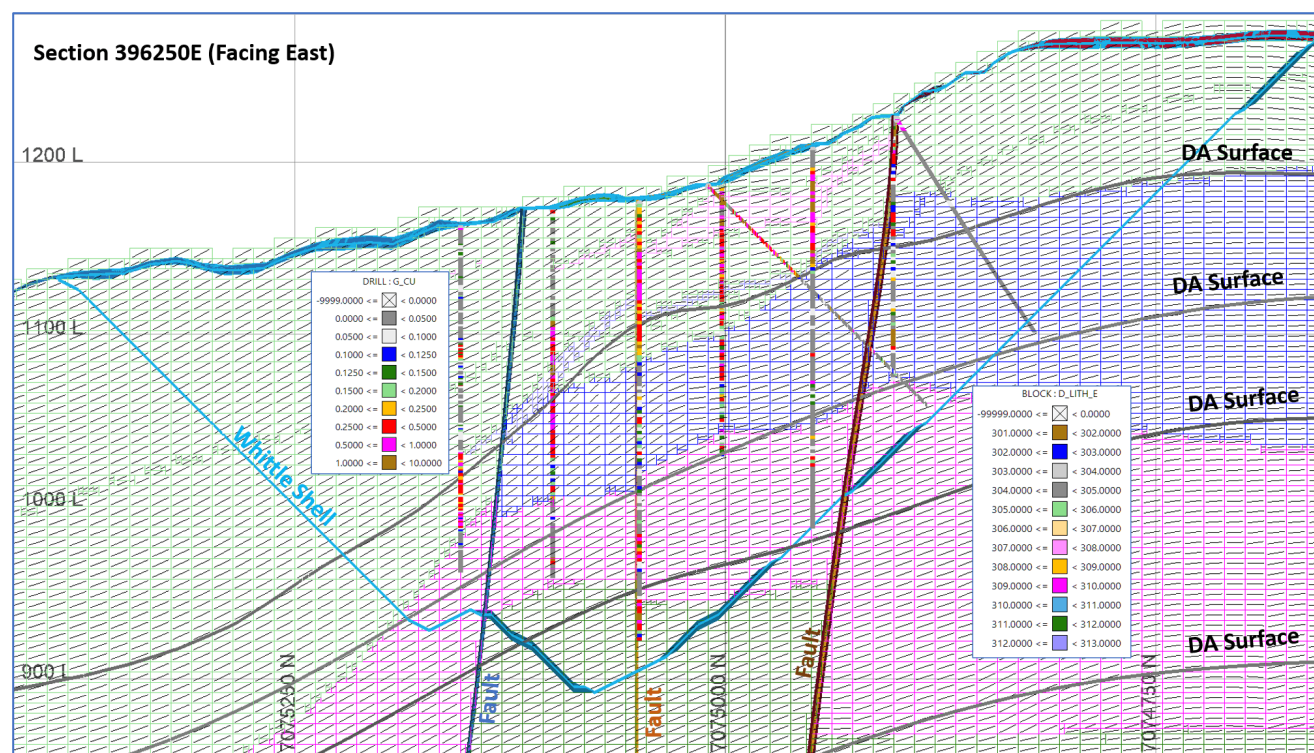 Section 396250E (Facing East)
1200 L
DA Surface
DRILL : G_CU
-9999.0000 <= < 0.0000
0.0000 <= < 0.0500
0.0500 <= < 0.1000
0.1000 <= < 0.1250
0.1250 <= < 0.1500
0.1500 <= < 0.2000
0.2000 <= < 0.2500
0.2500 <= < 0.5000
0.5000 <= < 1.0000
1.0000 <= < 10.0000
DA Surface
1100 L
BLOCK : D_LITH_E
-99999.0000 <= < 0.0000
301.0000 <= < 302.0000
302.0000 <= < 303.0000
303.0000 <= < 304.0000
304.0000 <= < 305.0000
305.0000 <= < 306.0000
306.0000 <= < 307.0000
307.0000 <= < 308.0000
308.0000 <= < 309.0000
309.0000 <= < 310.0000
310.0000 <= < 311.0000
311.0000 <= < 312.0000
312.0000 <= < 313.0000
DA Surface
Whittle Shell
1000 L
DA Surface
900 L
7075250 N
Fault
Fault
7075000 N
Fault
7074750 N